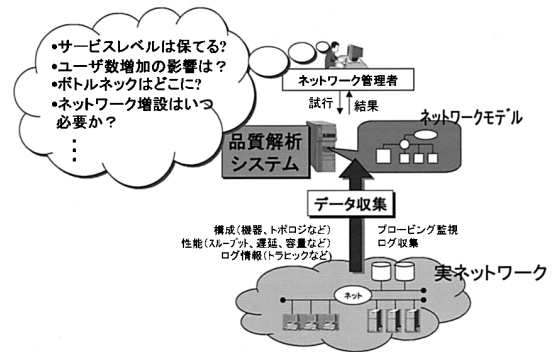 •サービスレベルは保てる?
•ユーザ数増加の影響は？
•ボトルネックはどこに?
•ネットワーク増設はいつ
必要か？
・
・
・
ネットワーク管理者
試行
結果
ネットワークモデル
品質解析
システム
データ収集
構成(機器、トポロジなど)
性能(スループット、遅延、容量など)
ログ情報(トラヒックなど)
プロービング監視
ログ収集
実ネットワーク
ネット